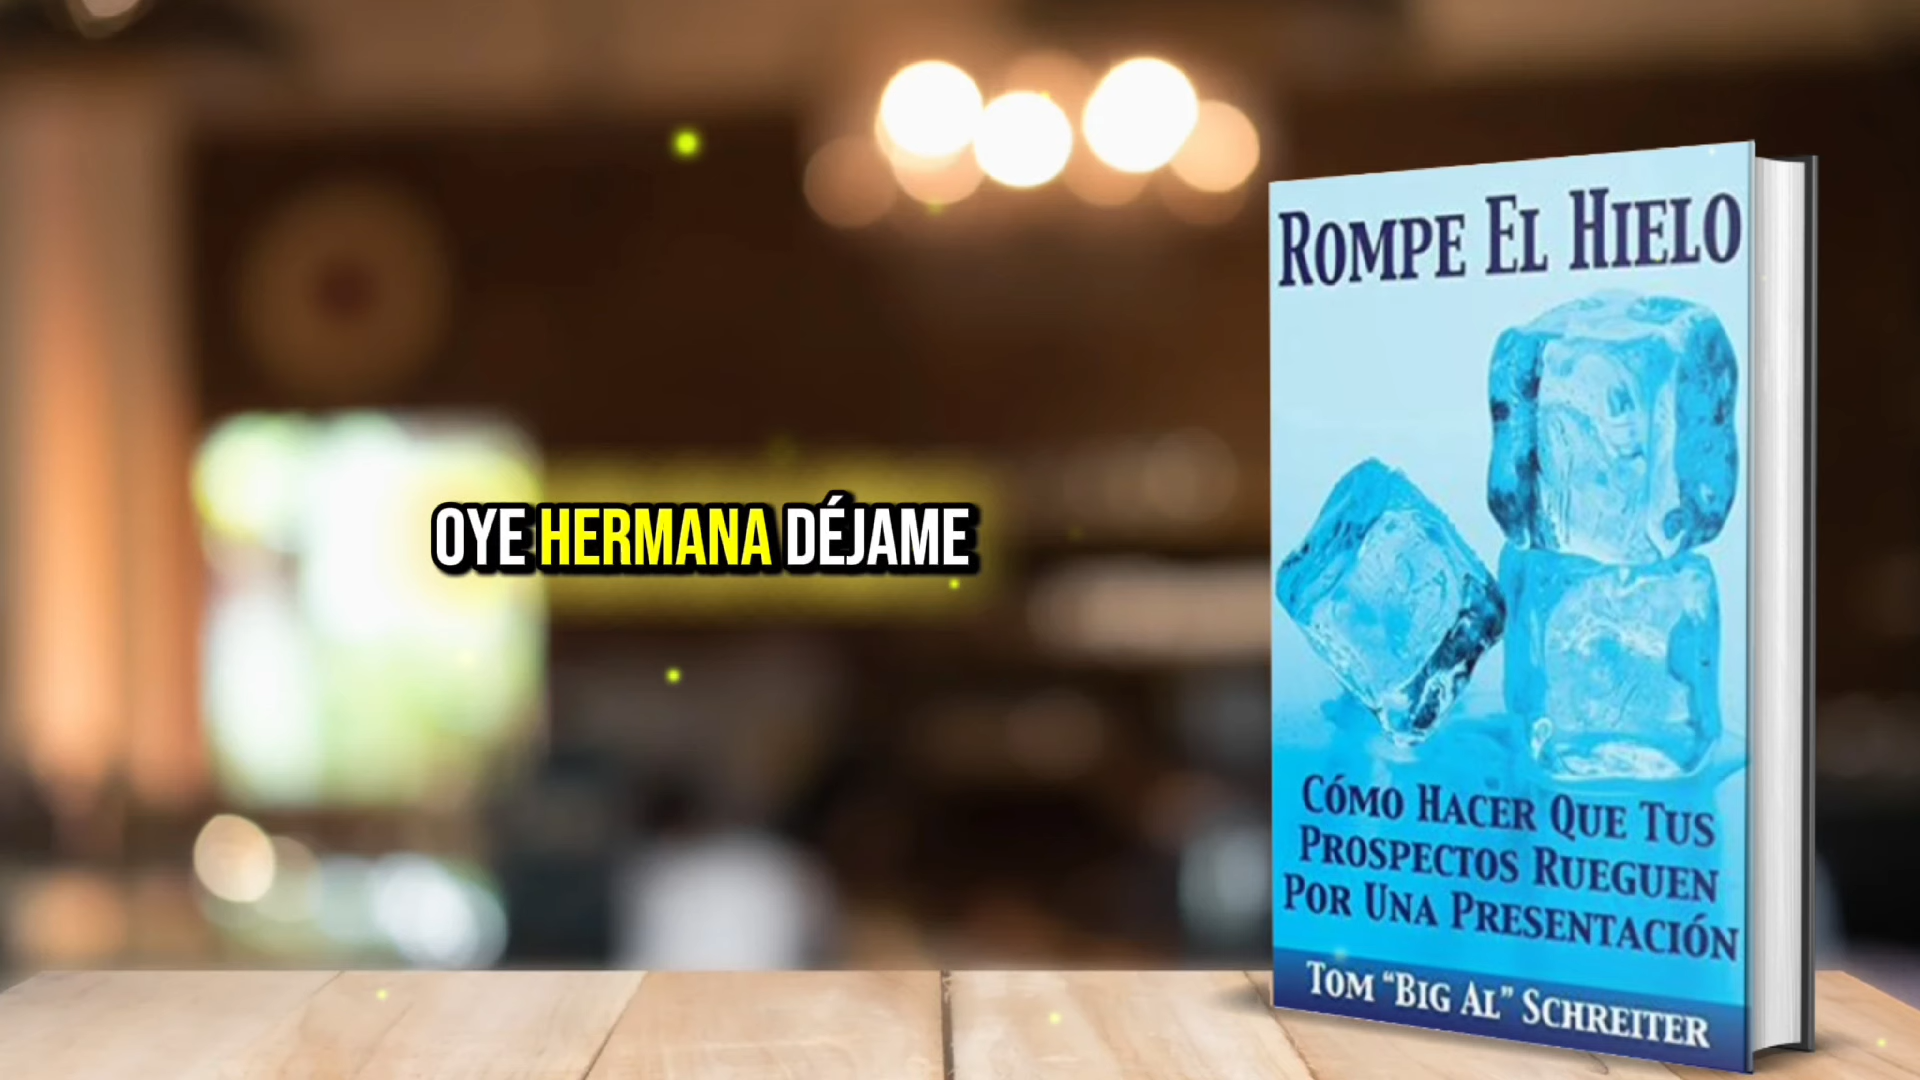 OYE HERMANA DÉJAME
ROMPE EL HIELO
CÓMO HACER QUE TUS
PROSPECTOS RUEGUEN
POR UNA PRESENTACIÓN
TOM “BIG AL” SCHREITER